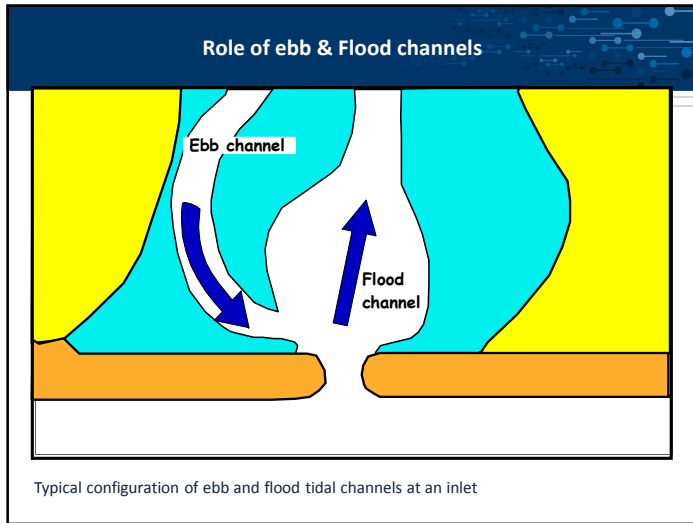 Role of ebb & Flood channels
Ebb channel
Flood
channel
Typical configuration of ebb and flood tidal channels at an inlet